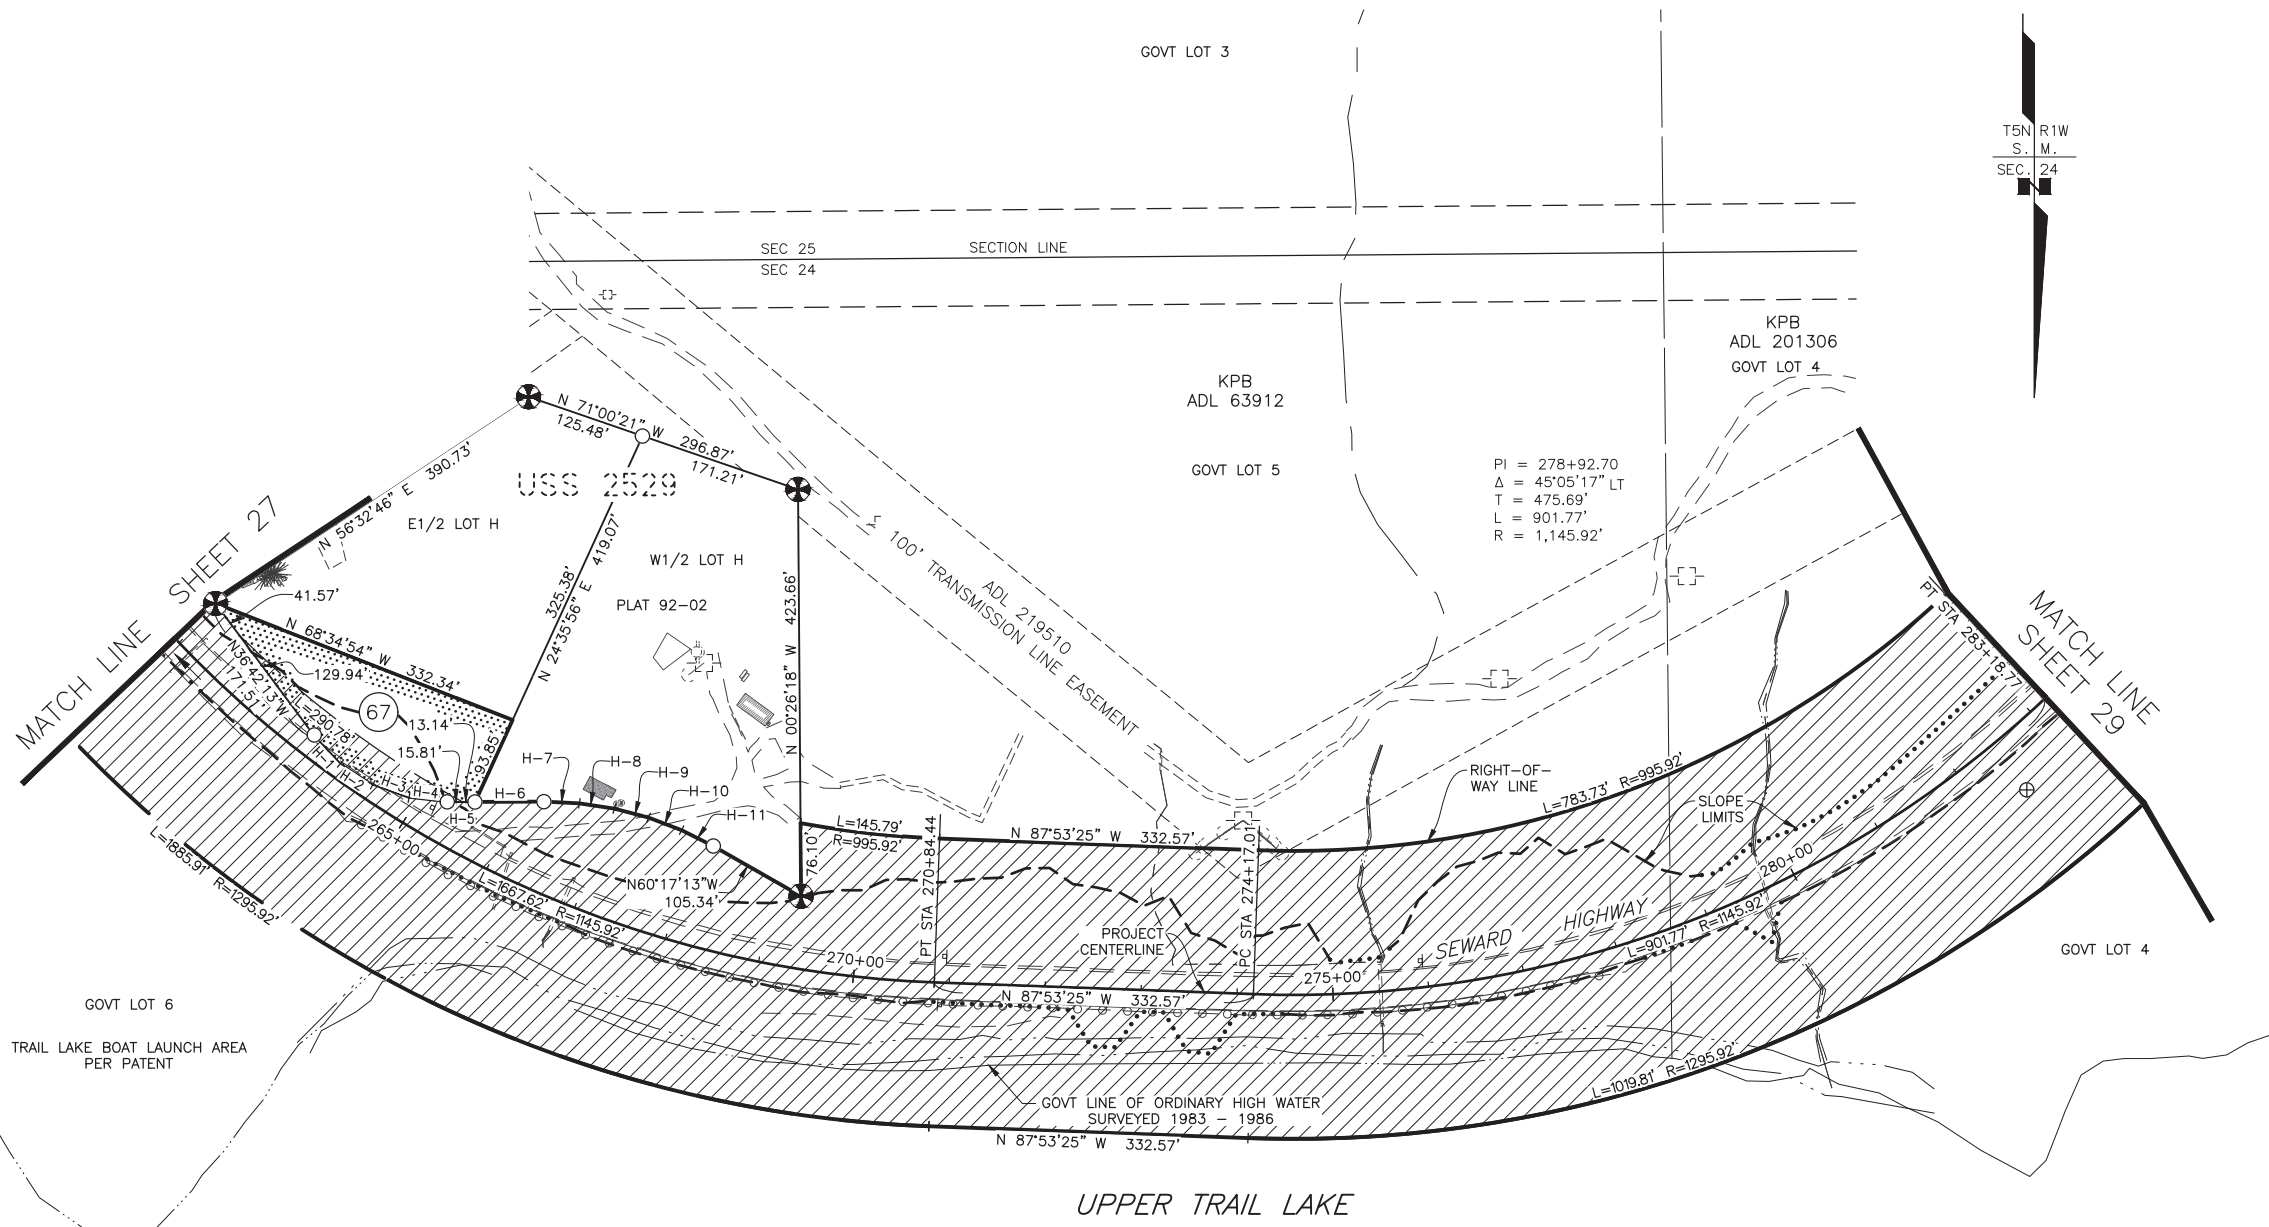 GOVT LOT 3
T5N R1W
S. M.
SEC. 24
SEC 25
SECTION LINE
SEC 24
KPB
ADL 201306
GOVT LOT 4
KPB
ADL 63912
GOVT LOT 5
N 71°00'21" W 296.87'
125.48'
171.21'
N 56°32'46" E 390.73'
USS 2529
E1/2 LOT H
W1/2 LOT H
PLAT 92-02
PI = 278+92.70
Δ = 45°05'17" LT
T = 475.69'
L = 901.77'
R = 1,145.92'
100' TRANSMISSION LINE EASEMENT
ADL 219510
MATCH LINE
SHEET 27
MATCH LINE
SHEET 29
PT STA 283+18.77
41.57'
N 68°34'54" W 332.34'
325.38'
N 24°35'56" E 419.07'
N 00°26'18" W 423.66'
N36°42'13"W
171.51'
129.94'
L=290.78'
67
13.14'
15.81'
93.85'
H-1
H-2
H-3
H-4
H-5
H-6
H-7
H-8
H-9
H-10
H-11
76.10'
N60°17'13"W
105.34'
L=145.79'
R=995.92'
N 87°53'25" W 332.57'
PT STA 270+84.44
PC STA 274+17.01
RIGHT-OF-
WAY LINE
L=783.73' R=995.92'
SLOPE
LIMITS
265+00
270+00
275+00
280+00
L=1667.62' R=1145.92'
L=1885.91' R=1295.92'
PROJECT
CENTERLINE
SEWARD HIGHWAY
L=901.77' R=1145.92'
N 87°53'25" W 332.57'
GOVT LOT 4
GOVT LOT 6
TRAIL LAKE BOAT LAUNCH AREA
PER PATENT
L=1019.81' R=1295.92'
GOVT LINE OF ORDINARY HIGH WATER
SURVEYED 1983 – 1986
N 87°53'25" W 332.57'
UPPER TRAIL LAKE